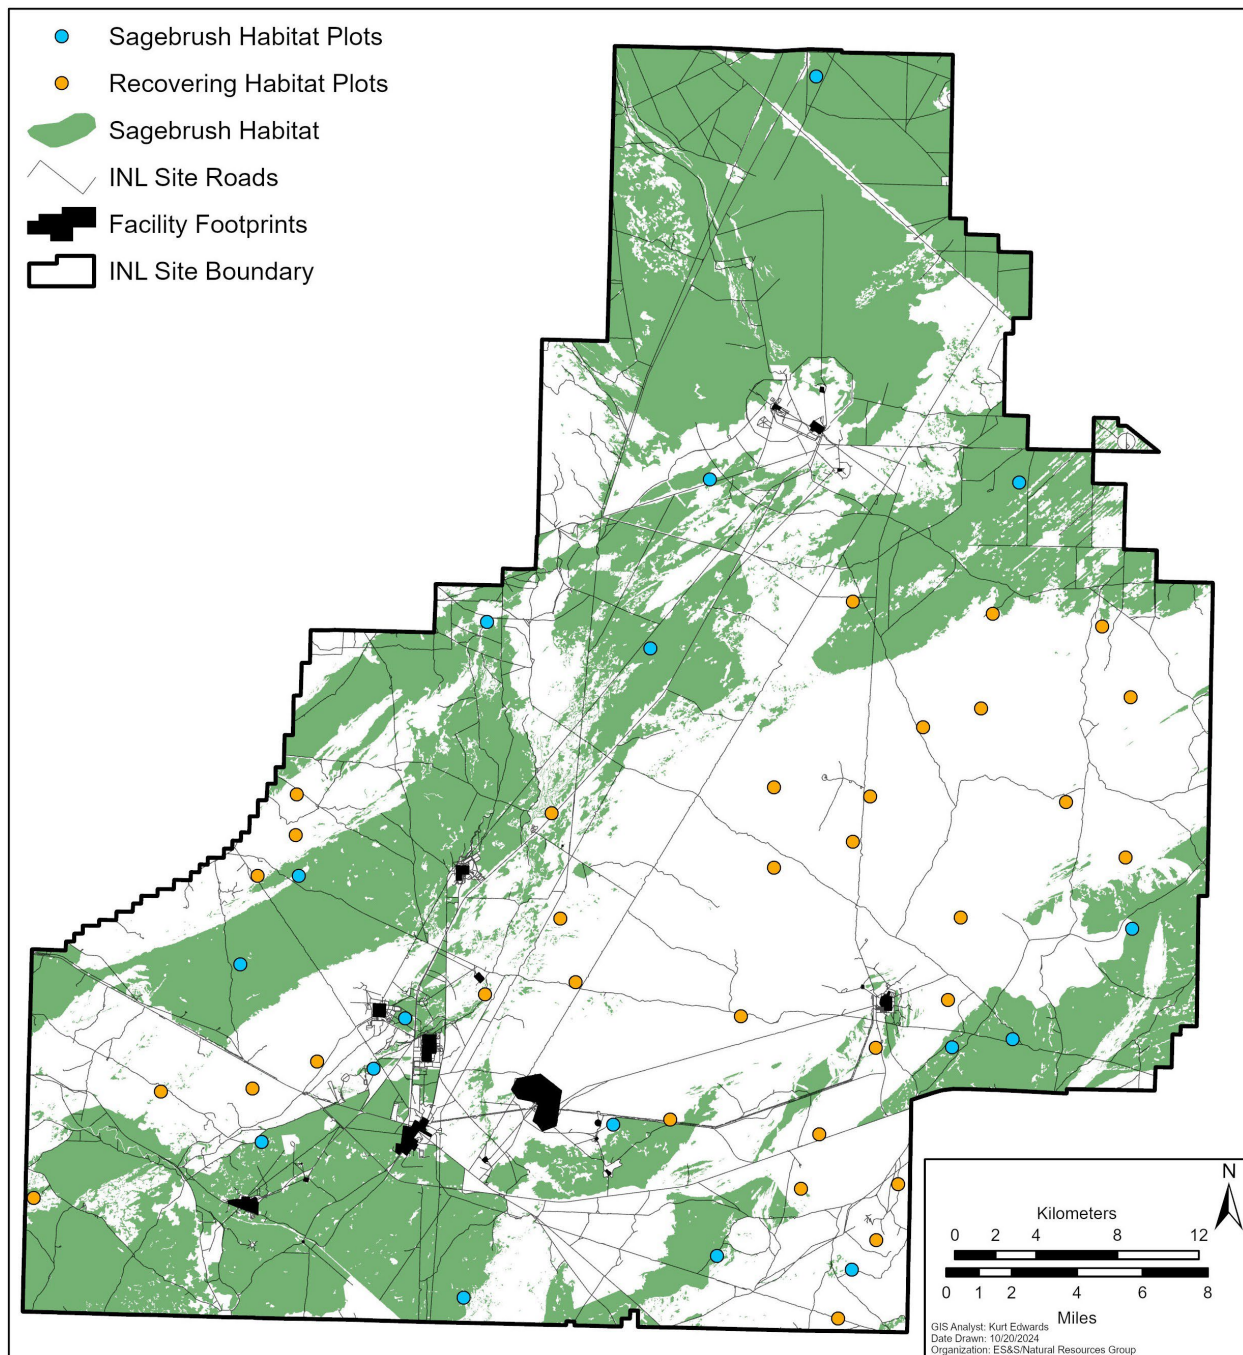 Sagebrush Habitat Plots
Recovering Habitat Plots
Sagebrush Habitat
INL Site Roads
Facility Footprints
INL Site Boundary
N
Kilometers
0 2 4 8 12
0 1 2 4 6 8
Miles
GIS Analyst: Kurt Edwards
Date Drawn: 10/20/2024
Organization: ES&S/Natural Resources Group